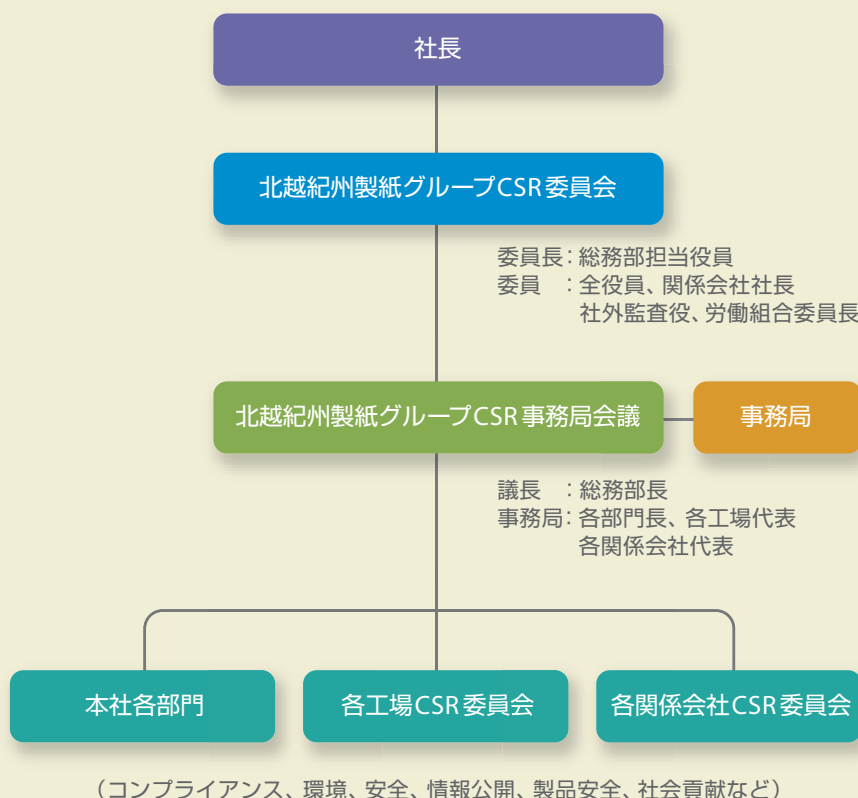 社長
北越紀州製紙グループCSR委員会
委員長：総務部担当役員
委員　：全役員、関係会社社長
社外監査役、労働組合委員長
北越紀州製紙グループCSR事務局会議
事務局
議長　：総務部長
事務局：各部門長、各工場代表
各関係会社代表
本社各部門
各工場CSR委員会
各関係会社CSR委員会
（コンプライアンス、環境、安全、情報公開、製品安全、社会貢献など）